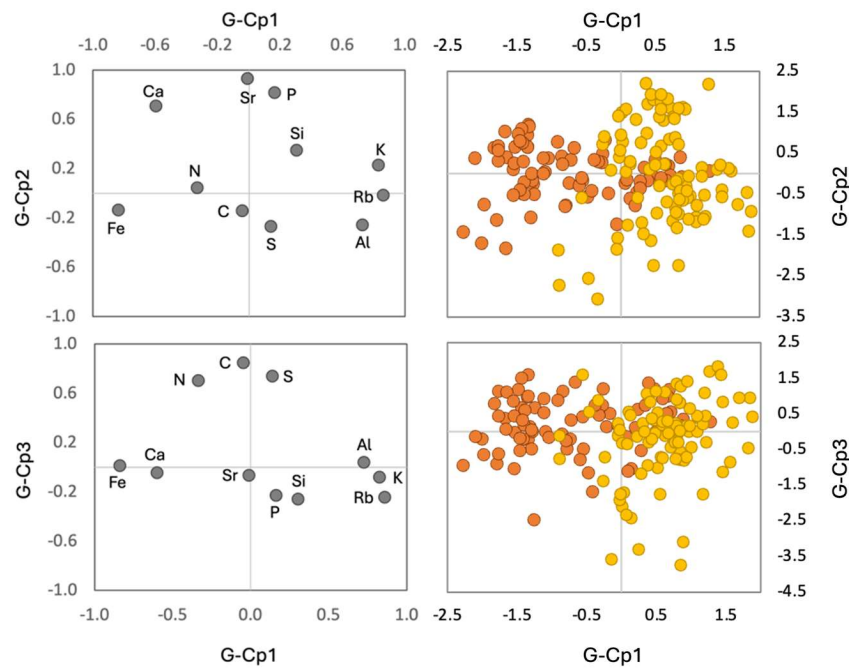 G-Cp1 G-Cp1
-1.0 -0.6 -0.2 0.2 0.6 1.0 -2.5 -1.5 -0.5 0.5 1.5
1.0 2.5
Sr P
Ca
0.6 1.5
Si
0.2 K 0.5
N
G-Cp2 G-Cp2
Rb
-0.2 Fe C -0.5
S Al
-1.5
-0.6
-2.5
-1.0 -3.5
1.0 2.5
C S
N 1.5
0.6
0.5
0.2 Al
Ca
G-Cp3 -0.5 G-Cp3
Fe Sr Si K
-0.2 P Rb -1.5
-2.5
-0.6
-3.5
-1.0 -4.5
-1.0 -0.5 0.0 0.5 1.0 -2.5 -1.5 -0.5 0.5 1.5
G-Cp1 G-Cp1